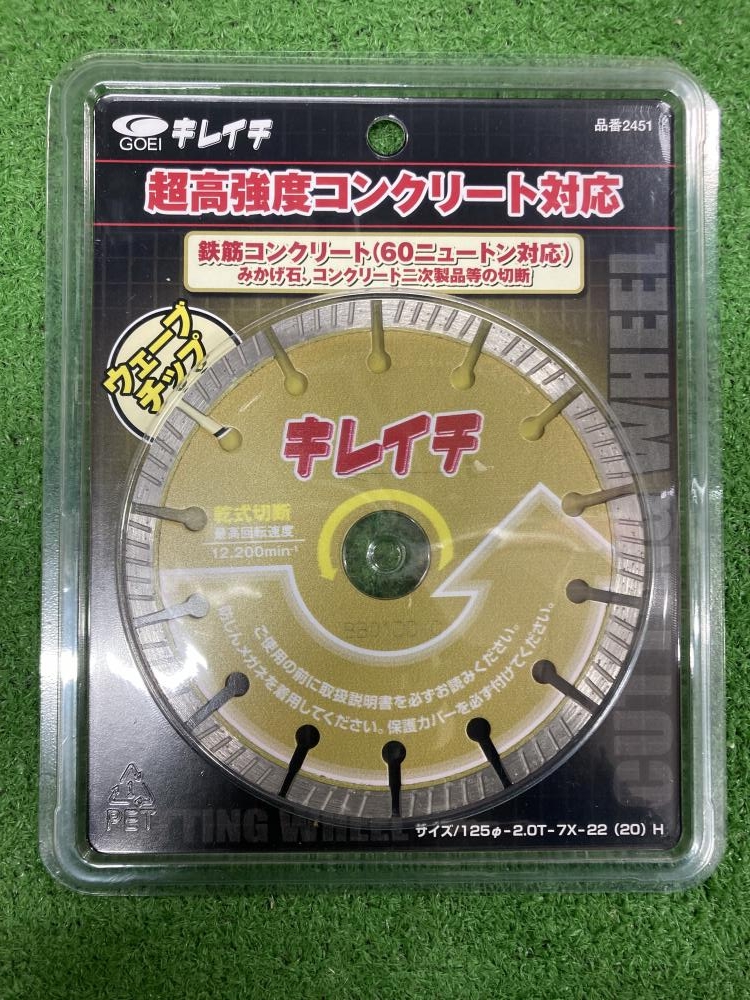 GOEI キレイチ
品番2451
超高強度コンクリート対応
鉄筋コンクリート(60ニュートン対応)
みかげ石、コンクリート二次製品等の切断
ウェーブ
チップ
キレイチ
乾式切断
最高回転速度
12,200min-1
ご使用の前に取扱説明書を必ずお読みください。
防じんメガネを着用してください。保護カバーを必ず付けてください。
PET
CUTTING WHEEL
サイズ/125φ-2.0T-7X-22(20)H